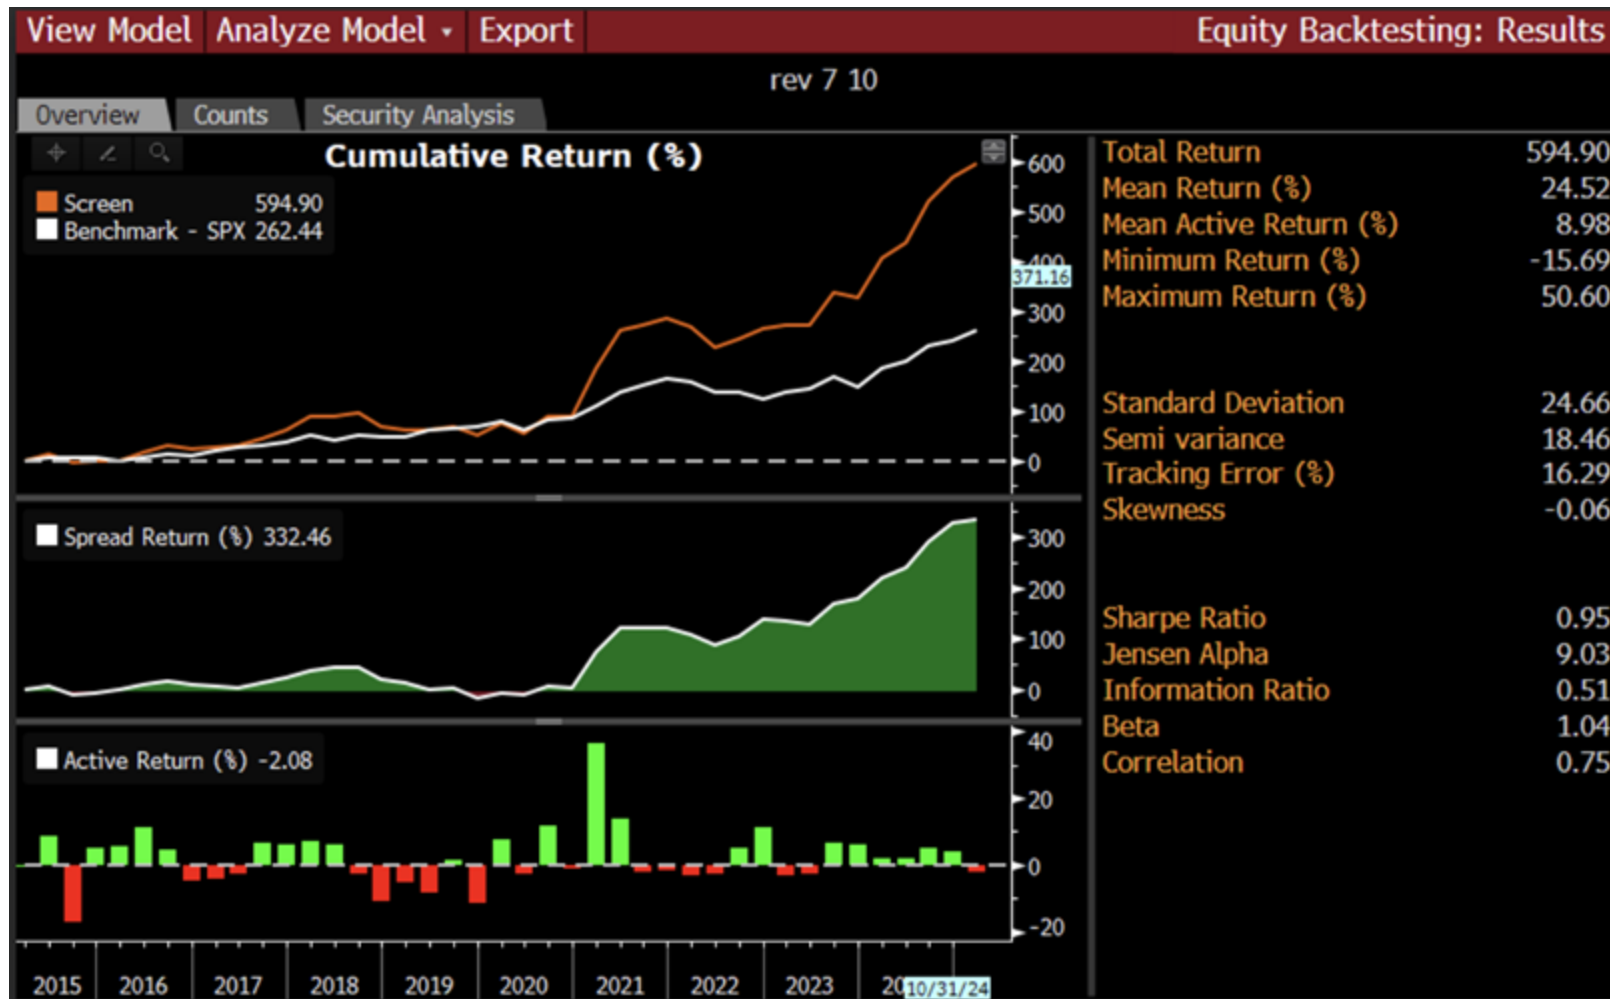 View Model Analyze Model Export Equity Backtesting: Results
rev 7 10
Overview Counts Security Analysis
Cumulative Return (%)
Screen 594.90
Benchmark - SPX 262.44
600
500
400
371.16
300
200
100
0
Spread Return (%) 332.46
300
200
100
0
Active Return (%) -2.08
40
20
0
-20
2015 2016 2017 2018 2019 2020 2021 2022 2023 20 10/31/24
Total Return 594.90
Mean Return (%) 24.52
Mean Active Return (%) 8.98
Minimum Return (%) -15.69
Maximum Return (%) 50.60
Standard Deviation 24.66
Semi variance 18.46
Tracking Error (%) 16.29
Skewness -0.06
Sharpe Ratio 0.95
Jensen Alpha 9.03
Information Ratio 0.51
Beta 1.04
Correlation 0.75